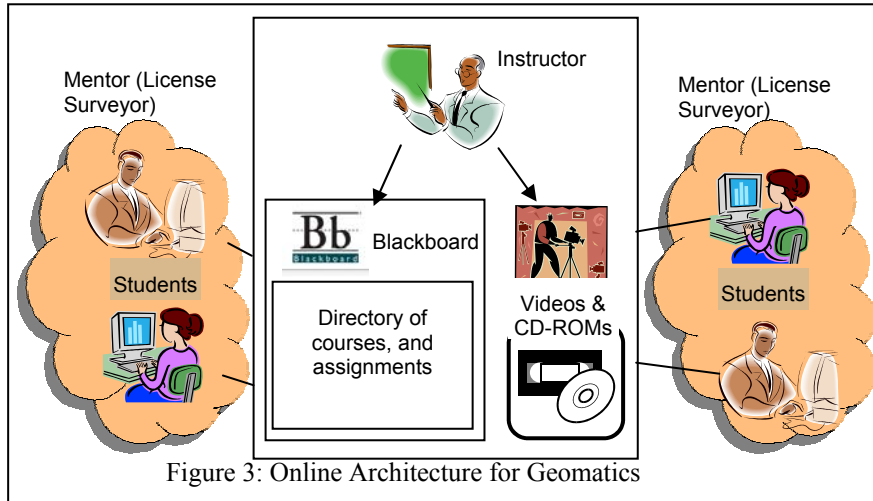 Instructor
Mentor (License
Surveyor)
Mentor (License
Surveyor)
Bb
Blackboard
Blackboard
Students
Students
Videos &
CD-ROMs
Directory of
courses, and
assignments
Figure 3: Online Architecture for Geomatics